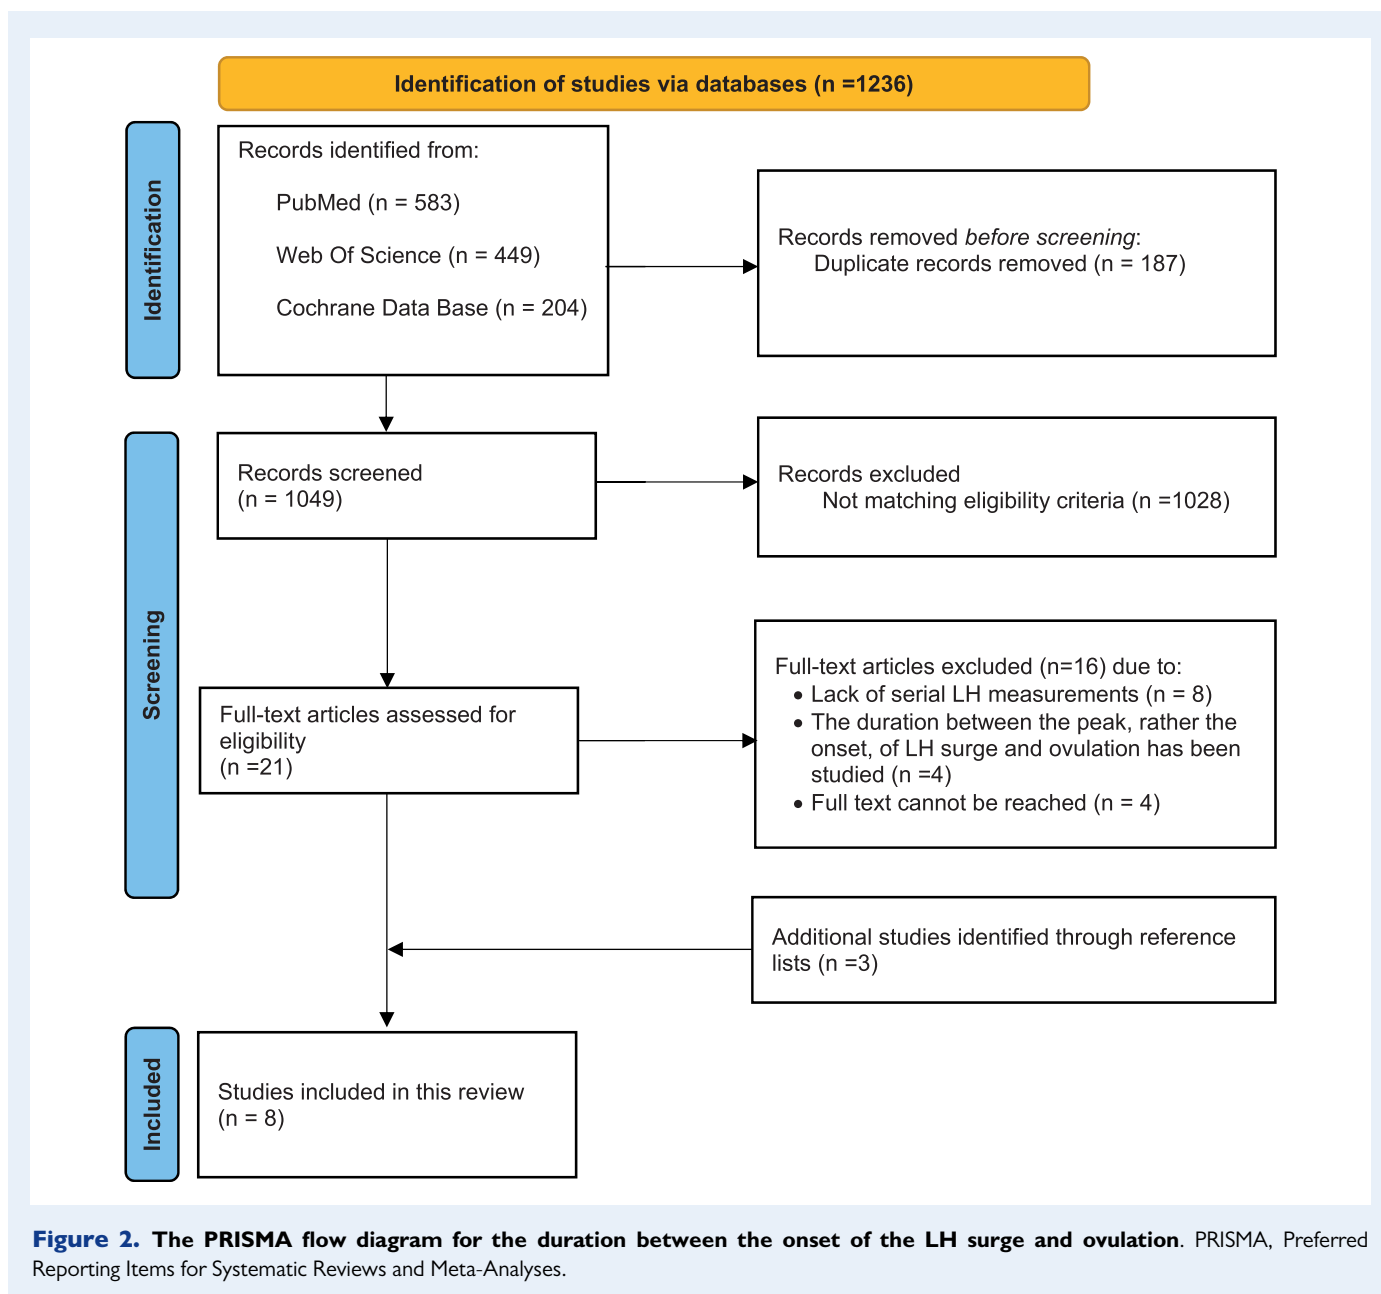 Identification of studies via databases (n =1236)
Identification
Records identified from:
PubMed (n = 583)
Web Of Science (n = 449)
Cochrane Data Base (n = 204)
Records removed before screening:
Duplicate records removed (n = 187)
Screening
Records screened
(n = 1049)
Records excluded
Not matching eligibility criteria (n =1028)
Full-text articles assessed for
eligibility
(n =21)
Full-text articles excluded (n=16) due to:
• Lack of serial LH measurements (n = 8)
• The duration between the peak, rather the
onset, of LH surge and ovulation has been
studied (n =4)
• Full text cannot be reached (n = 4)
Additional studies identified through reference
lists (n =3)
Included
Studies included in this review
(n = 8)
Figure 2. The PRISMA flow diagram for the duration between the onset of the LH surge and ovulation. PRISMA, Preferred
Reporting Items for Systematic Reviews and Meta-Analyses.